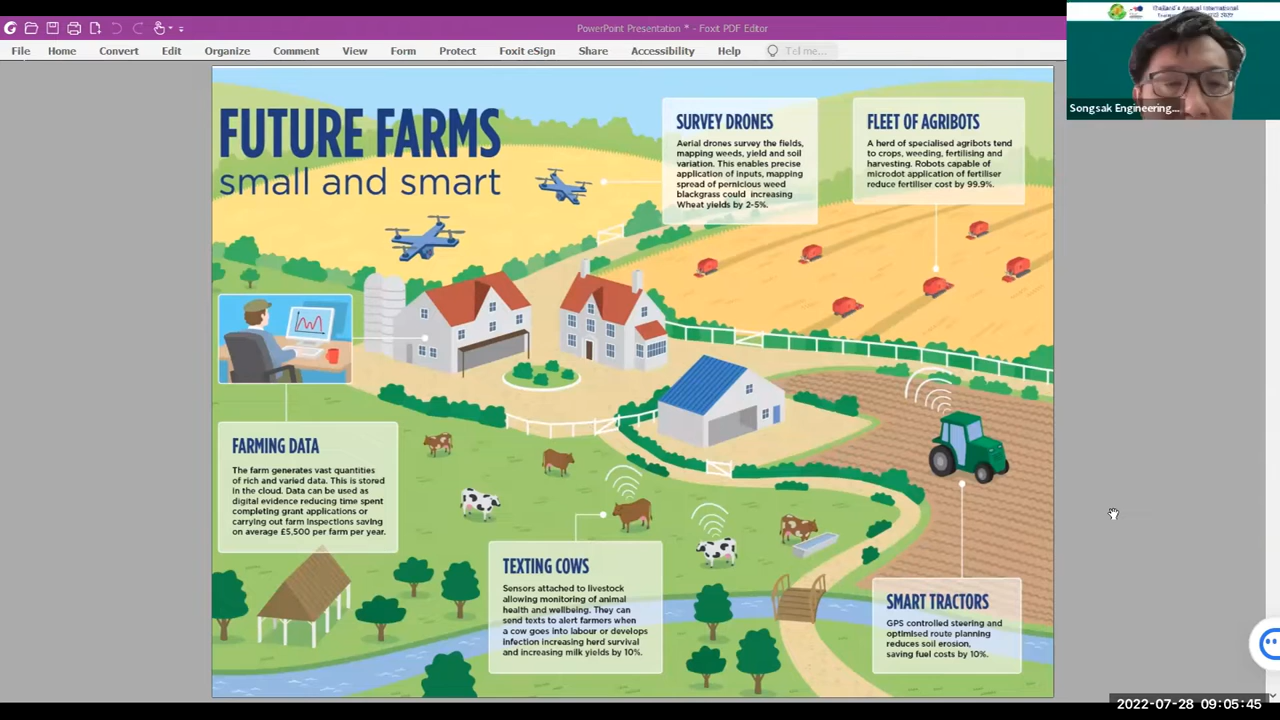 PowerPoint Presentation * - Foxit PDF Editor
File Home Convert Edit Organize Comment View Form Protect Foxit eSign Share Accessibility Help Tell me...
Thailand's Annual International
Songsak Engineering...
FUTURE FARMS
small and smart
SURVEY DRONES
Aerial drones survey the fields,
mapping weeds, yield and soil
variation. This enables precise
application of inputs, mapping
spread of pernicious weed
blackgrass could increasing
Wheat yields by 2-5%.
FLEET OF AGRIBOTS
A herd of specialised agribots tend
to crops, weeding, fertilising and
harvesting. Robots capable of
microdot application of fertiliser
reduce fertiliser cost by 99.9%.
FARMING DATA
The farm generates vast quantities
of rich and varied data. This is stored
in the cloud. Data can be used as
digital evidence reducing time spent
completing grant applications or
carrying out farm inspections saving
on average £5,500 per farm per year.
TEXTING COWS
Sensors attached to livestock
allowing monitoring of animal
health and wellbeing. They can
send texts to alert farmers when
a cow goes into labour or develops
infection increasing herd survival
and increasing milk yields by 10%.
SMART TRACTORS
GPS controlled steering and
optimised route planning
reduces soil erosion,
saving fuel costs by 10%.
2022-07-28 09:05:45